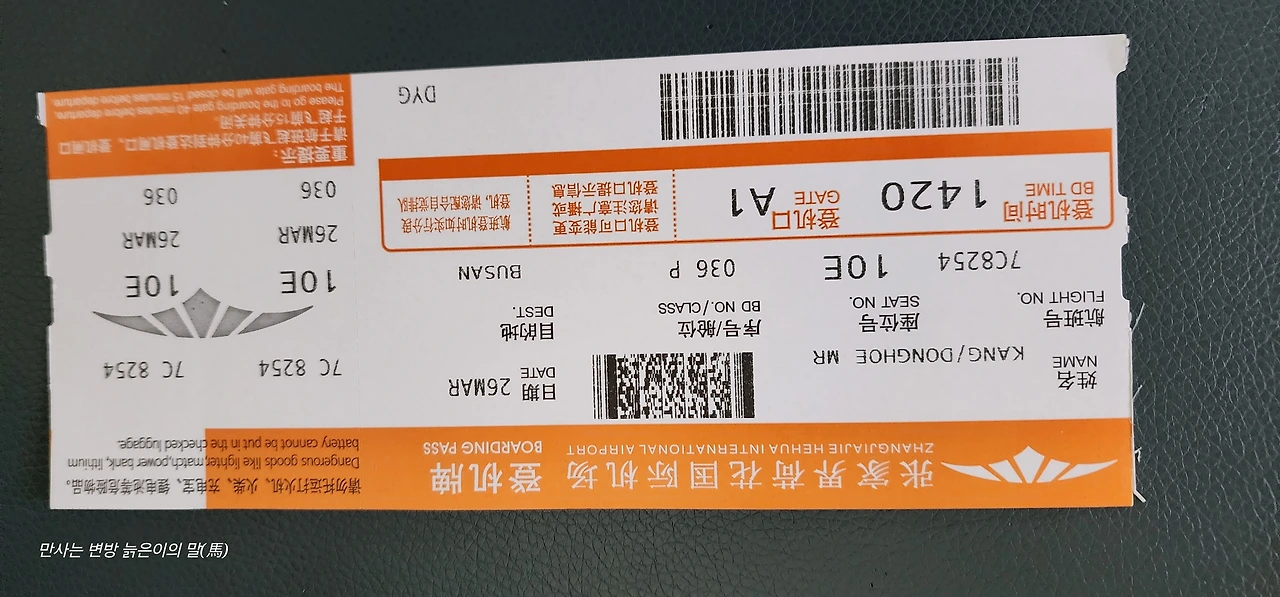 张家界荷花国际机场 登机牌
ZHANGJIAJIE HEHUA INTERNATIONAL AIRPORT BOARDING PASS
姓名
NAME
KANG/DONGHOE MR
日期
DATE
26MAR
航班号
FLIGHT NO.
7C8254
座位号
SEAT NO.
10E
序号/舱位
BD NO./CLASS
036 P
目的地
DEST.
BUSAN
登机时间
BD TIME
1420
登机口
GATE
A1
登机口可能变更
请您注意广播或
登机口提示信息
航班登机时如实行分段
登机,请您配合自觉排队
DYG
请勿托运打火机、火柴、充电宝、锂电池等危险物品。
Dangerous goods like lighter,match,power bank, lithium
battery cannot be put in the checked luggage.
7C 8254
7C 8254
10E
10E
26MAR
26MAR
036
036
重要提示:
请于航班起飞前40分钟到达登机闸口,登机闸口
于起飞前15分钟关闭。
Please go to the boarding gate 40 minutes before departure.
The boarding gate will be closed 15 minutes before departure.
만사는 변방 늙은이의 말(馬)